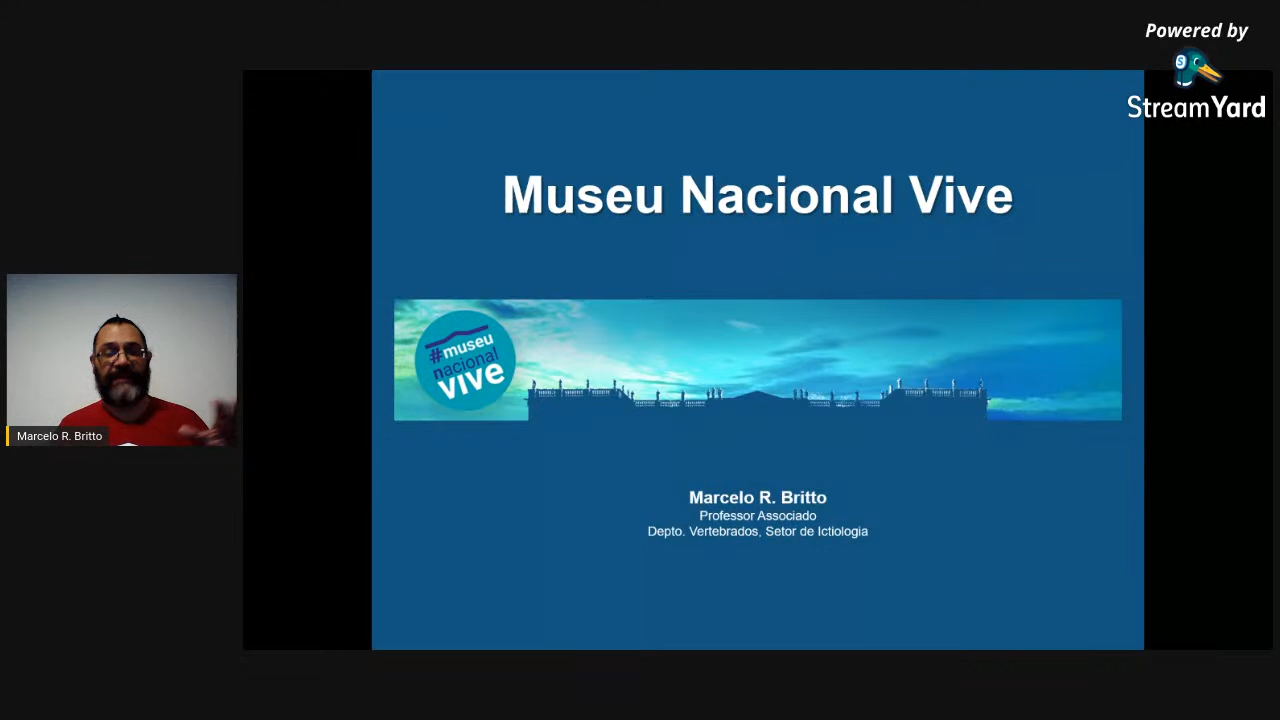 Powered by
StreamYard
Museu Nacional Vive
#museu
nacional
vive
Marcelo R. Britto
Marcelo R. Britto
Professor Associado
Depto. Vertebrados, Setor de Ictiologia